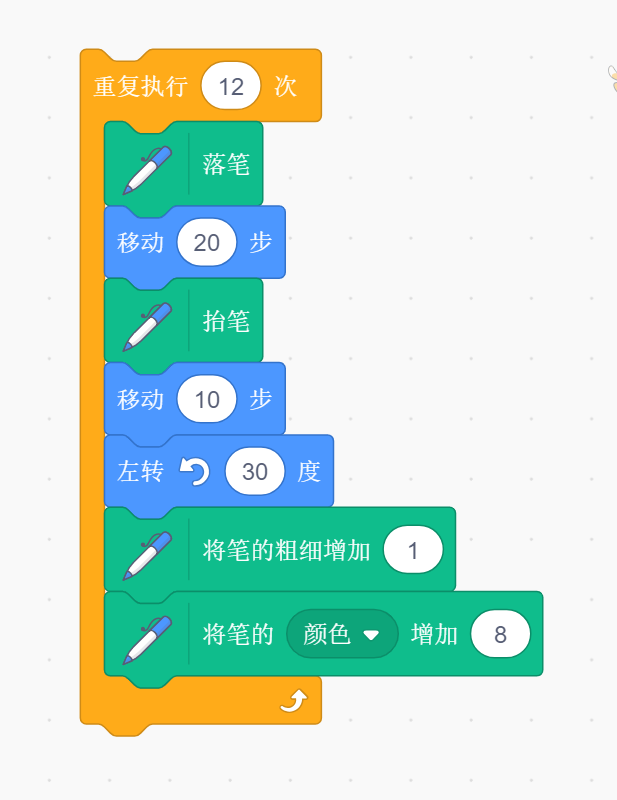 重复执行 12 次
落笔
移动 20 步
抬笔
移动 10 步
左转 30 度
将笔的粗细增加 1
将笔的 颜色 增加 8